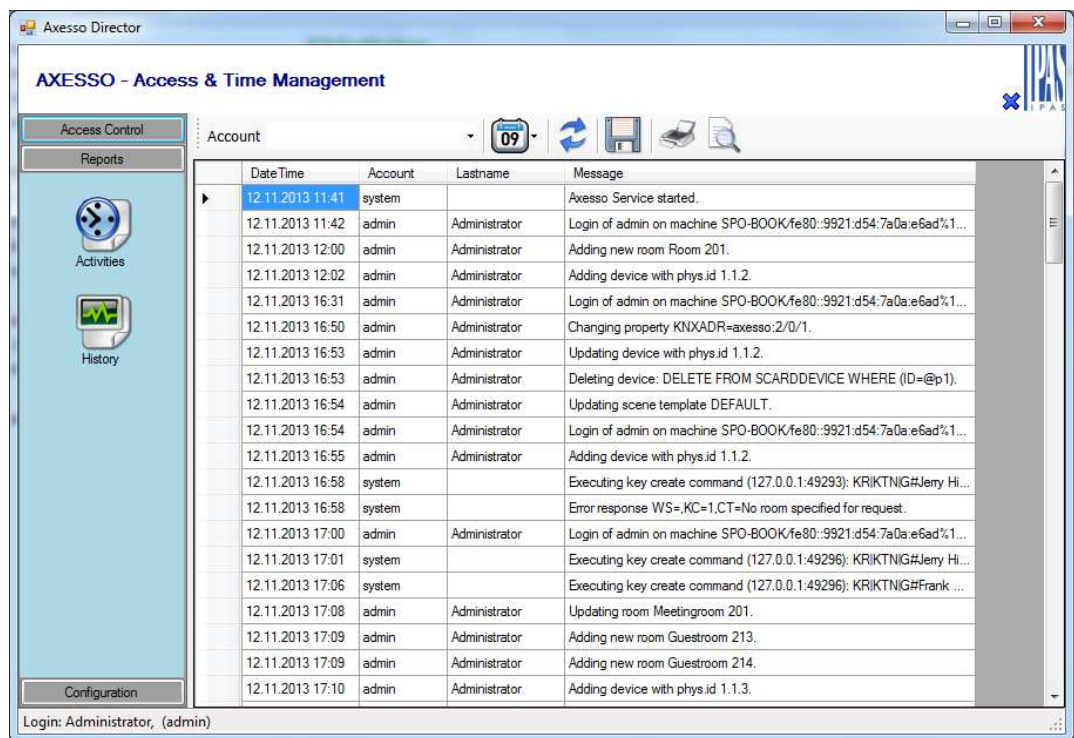 Axesso Director
AXESSO - Access & Time Management
IPAS
IPAS
Access Control
Reports
Activities
History
Configuration
Account
09
DateTime Account Lastname Message
12.11.2013 11:41 system Axesso Service started.
12.11.2013 11:42 admin Administrator Login of admin on machine SPO-BOOK/fe80::9921:d54:7a0a:e6ad%1...
12.11.2013 12:00 admin Administrator Adding new room Room 201.
12.11.2013 12:02 admin Administrator Adding device with phys.id 1.1.2.
12.11.2013 16:31 admin Administrator Login of admin on machine SPO-BOOK/fe80::9921:d54:7a0a:e6ad%1...
12.11.2013 16:50 admin Administrator Changing property KNXADR=axesso:2/0/1.
12.11.2013 16:53 admin Administrator Updating device with phys.id 1.1.2.
12.11.2013 16:53 admin Administrator Deleting device: DELETE FROM SCARDDEVICE WHERE (ID=@p1).
12.11.2013 16:54 admin Administrator Updating scene template DEFAULT.
12.11.2013 16:54 admin Administrator Login of admin on machine SPO-BOOK/fe80::9921:d54:7a0a:e6ad%1...
12.11.2013 16:55 admin Administrator Adding device with phys.id 1.1.2.
12.11.2013 16:58 system Executing key create command (127.0.0.1:49293): KR|KTN|G#Jerry Hi...
12.11.2013 16:58 system Error response WS=,KC=1,CT=No room specified for request.
12.11.2013 17:00 admin Administrator Login of admin on machine SPO-BOOK/fe80::9921:d54:7a0a:e6ad%1...
12.11.2013 17:01 system Executing key create command (127.0.0.1:49296): KR|KTN|G#Jerry Hi...
12.11.2013 17:06 system Executing key create command (127.0.0.1:49296): KR|KTN|G#Frank ...
12.11.2013 17:08 admin Administrator Updating room Meetingroom 201.
12.11.2013 17:09 admin Administrator Adding new room Guestroom 213.
12.11.2013 17:09 admin Administrator Adding new room Guestroom 214.
12.11.2013 17:10 admin Administrator Adding device with phys.id 1.1.3.
Login: Administrator, (admin)